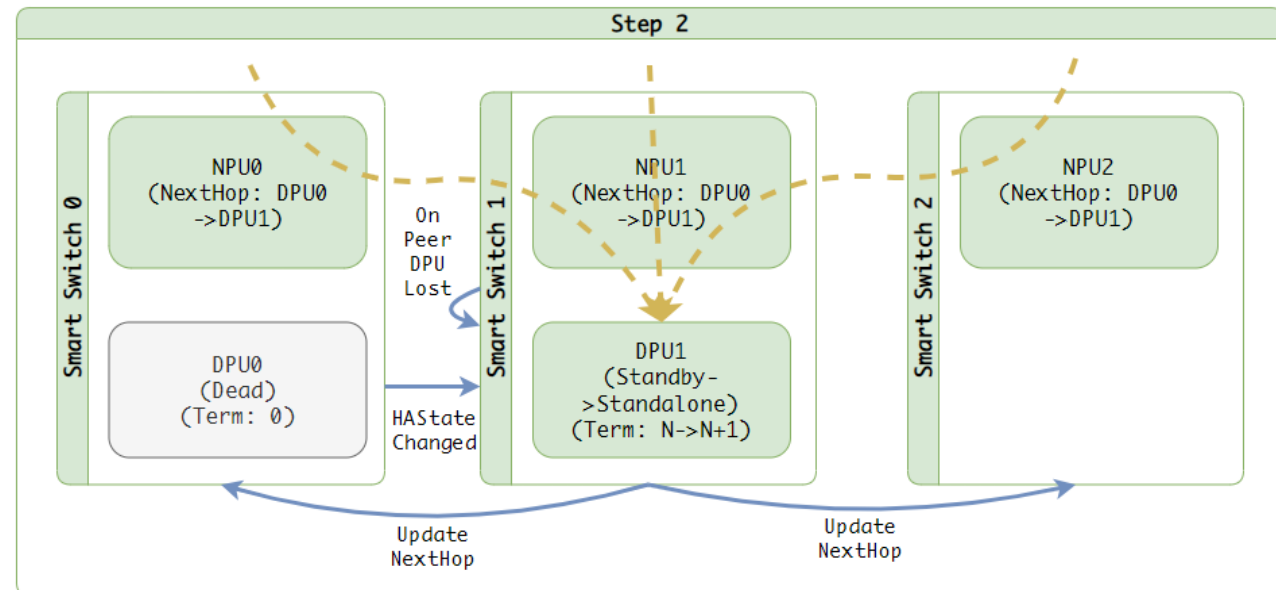 Step 2
Smart Switch 0
NPU0
(NextHop: DPU0
->DPU1)
DPU0
(Dead)
(Term: 0)
On
Peer
DPU
Lost
HAState
Changed
Smart Switch 1
NPU1
(NextHop: DPU0
->DPU1)
DPU1
(Standby-
>Standalone)
(Term: N->N+1)
Smart Switch 2
NPU2
(NextHop: DPU0
->DPU1)
Update
NextHop
Update
NextHop